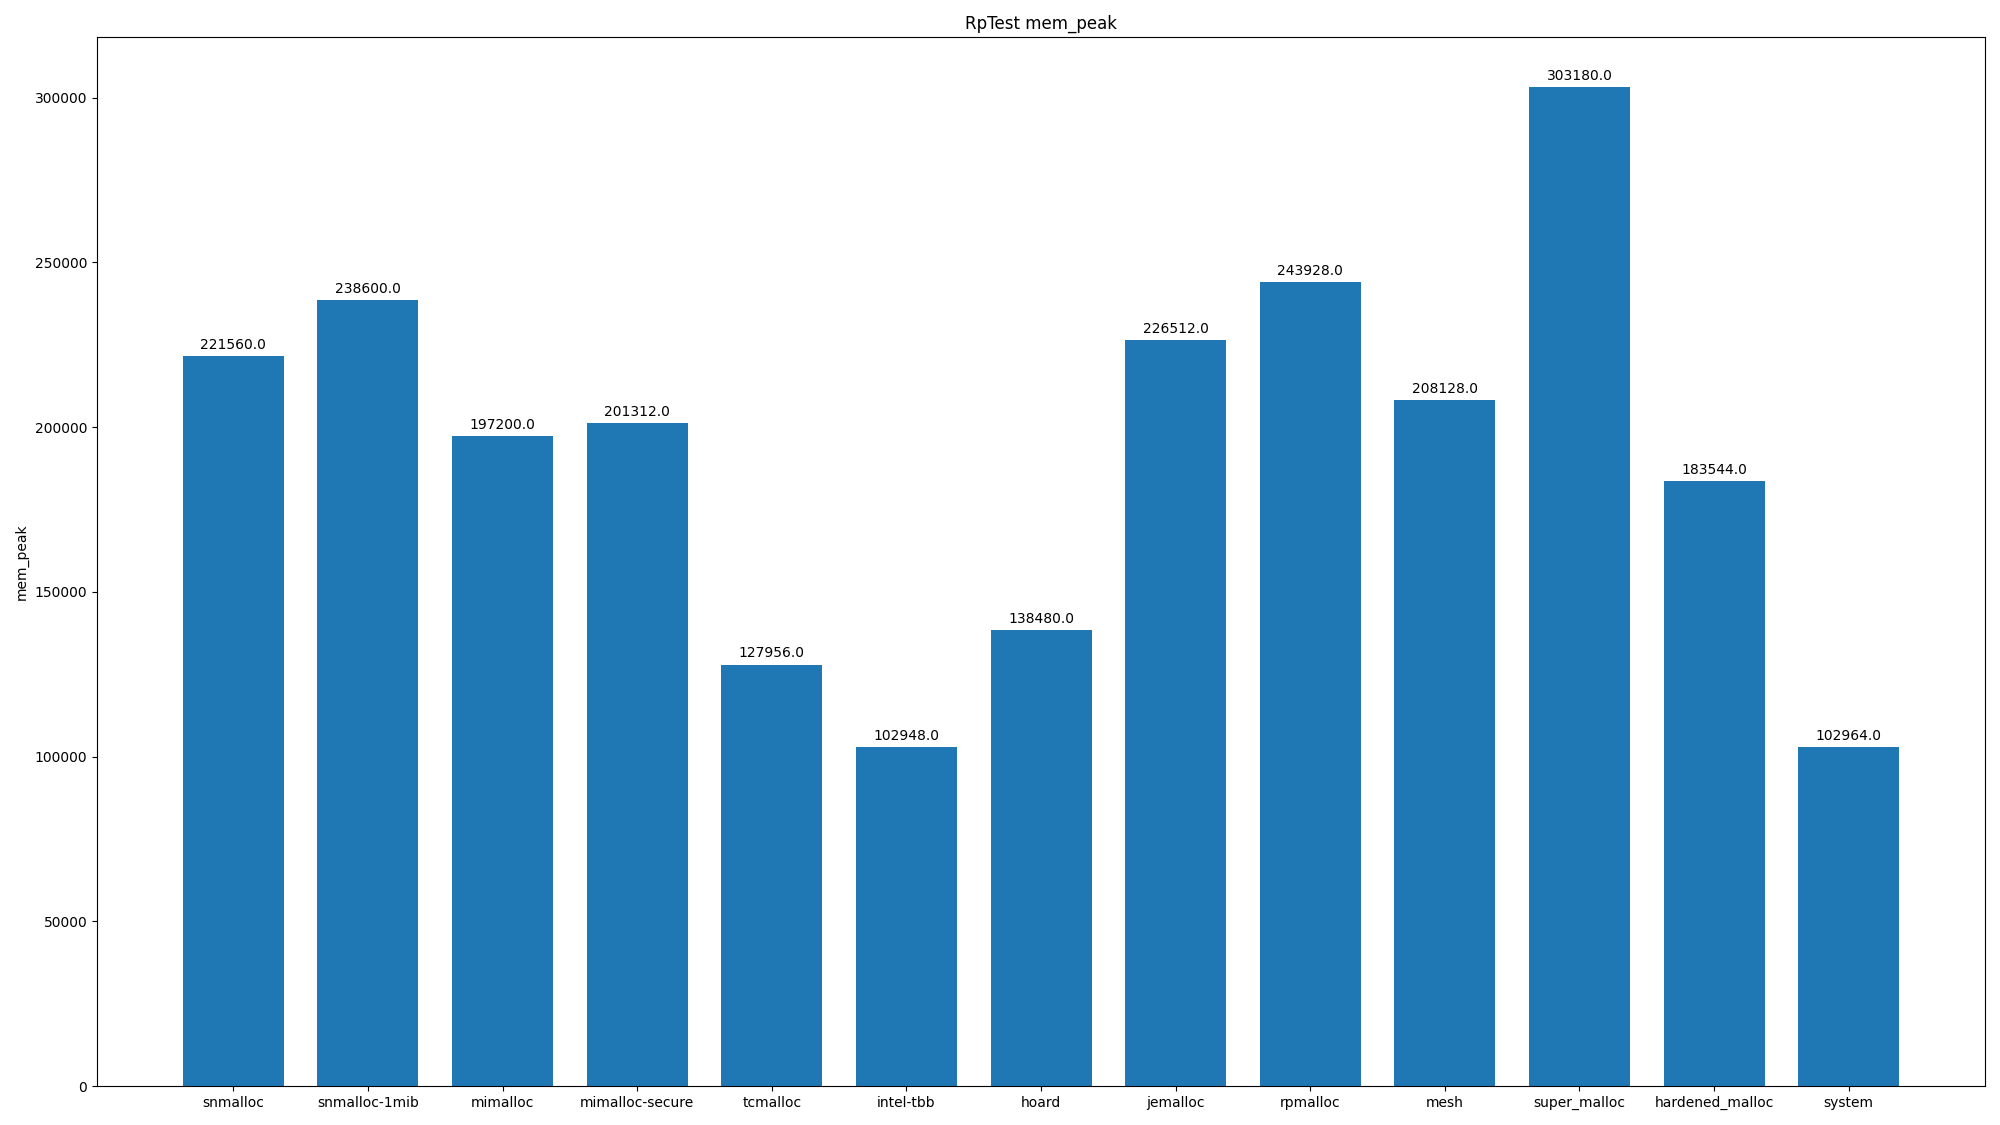 RpTest mem_peak
mem_peak
300000
250000
200000
150000
100000
50000
0
221560.0
238600.0
197200.0
201312.0
127956.0
102948.0
138480.0
226512.0
243928.0
208128.0
303180.0
183544.0
102964.0
snmalloc
snmalloc-1mib
mimalloc
mimalloc-secure
tcmalloc
intel-tbb
hoard
jemalloc
rpmalloc
mesh
super_malloc
hardened_malloc
system